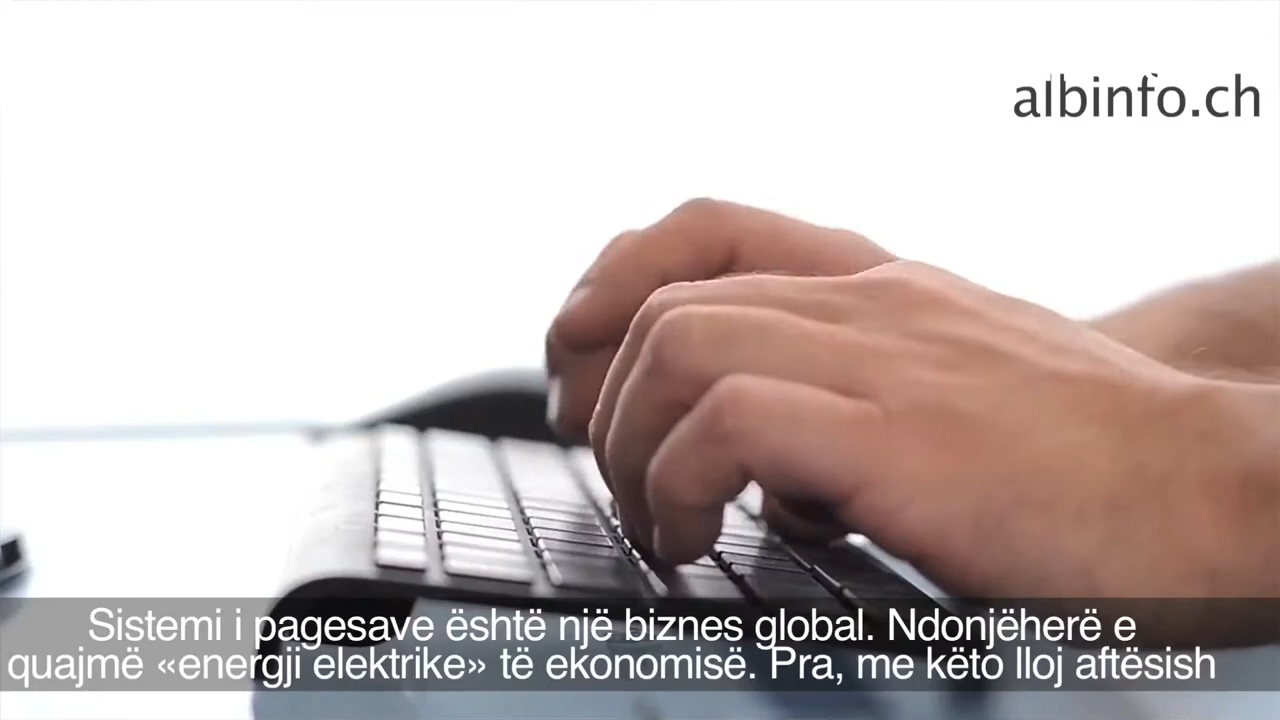 albinfo.ch
Sistemi i pagesave është një biznes global. Ndonjëherë e
quajmë «energji elektrike» të ekonomisë. Pra, me këto lloj aftësish